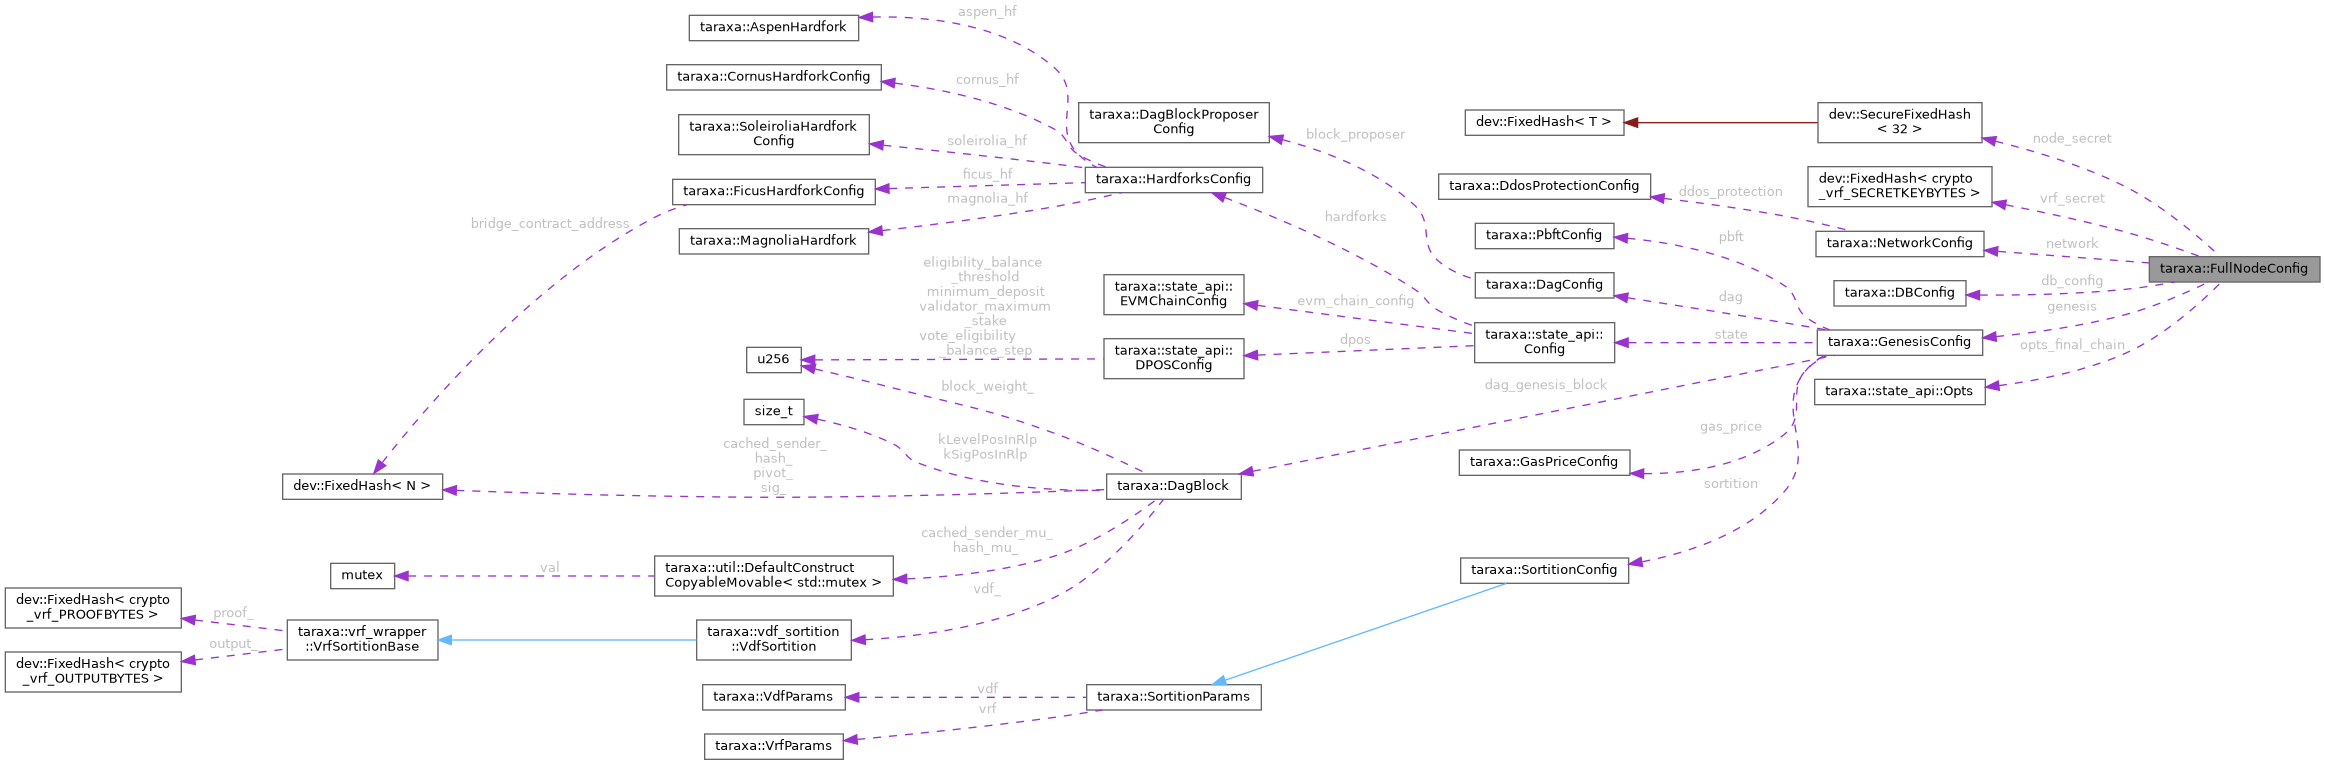 aspen_hf
taraxa::AspenHardfork
cornus_hf
taraxa::CornusHardforkConfig
taraxa::SoleiroliaHardfork
Config
soleirolia_hf
taraxa::FicusHardforkConfig
ficus_hf
magnolia_hf
taraxa::MagnoliaHardfork
bridge_contract_address
taraxa::DagBlockProposer
Config
block_proposer
taraxa::HardforksConfig
hardforks
dev::FixedHash< T >
dev::SecureFixedHash
< 32 >
node_secret
taraxa::DdosProtectionConfig
ddos_protection
dev::FixedHash< crypto
_vrf_SECRETKEYBYTES >
vrf_secret
taraxa::PbftConfig
pbft
taraxa::NetworkConfig
network
taraxa::FullNodeConfig
taraxa::DagConfig
dag
taraxa::DBConfig
db_config
genesis
eligibility_balance
_threshold
minimum_deposit
validator_maximum
_stake
vote_eligibility
_balance_step
taraxa::state_api::
EVMChainConfig
evm_chain_config
taraxa::state_api::
Config
state
taraxa::GenesisConfig
opts_final_chain
u256
taraxa::state_api::
DPOSConfig
dpos
taraxa::state_api::Opts
block_weight_
dag_genesis_block
size_t
kLevelPosInRlp
kSigPosInRlp
gas_price
cached_sender_
hash_
pivot_
sig_
taraxa::GasPriceConfig
dev::FixedHash< N >
taraxa::DagBlock
sortition
cached_sender_mu_
hash_mu_
mutex
val
taraxa::util::DefaultConstruct
CopyableMovable< std::mutex >
vdf_
taraxa::SortitionConfig
dev::FixedHash< crypto
_vrf_PROOFBYTES >
proof_
taraxa::vrf_wrapper
::VrfSortitionBase
taraxa::vdf_sortition
::VdfSortition
output_
dev::FixedHash< crypto
_vrf_OUTPUTBYTES >
taraxa::VdfParams
vdf
taraxa::SortitionParams
vrf
taraxa::VrfParams